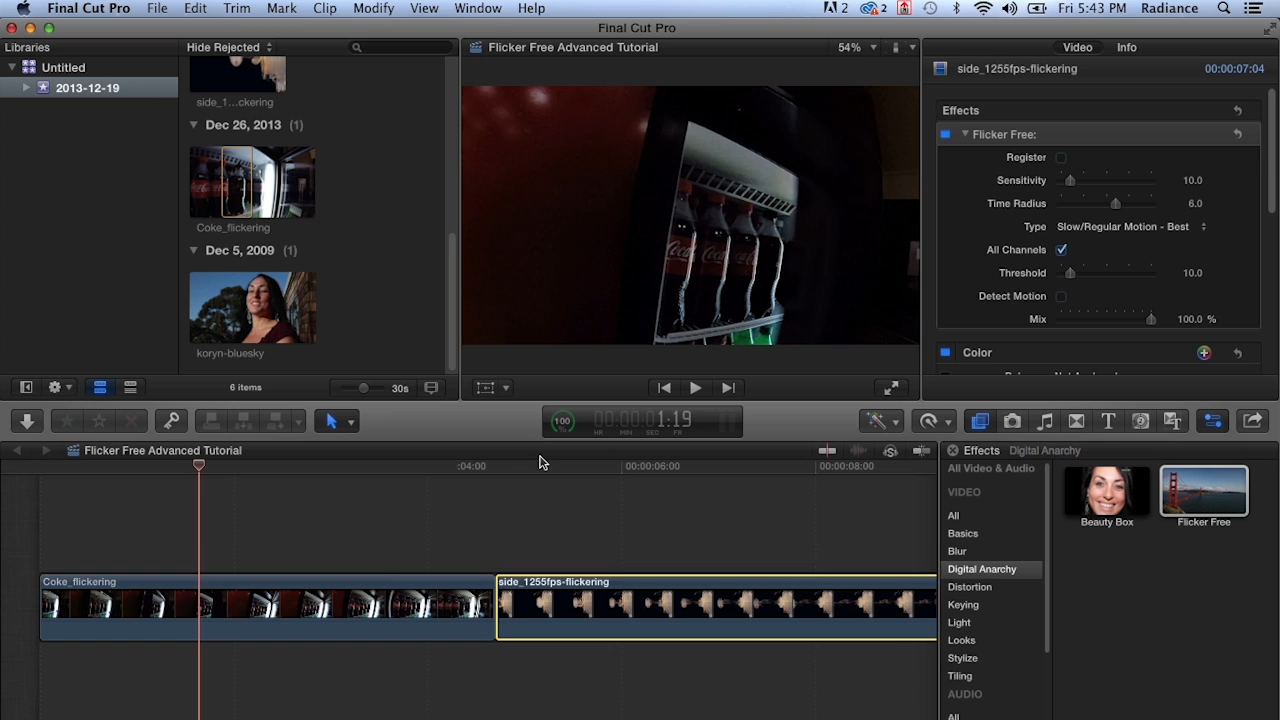 Final Cut Pro File Edit Trim Mark Clip Modify View Window Help 2 2 Fri 5:43 PM Radiance
Final Cut Pro
Libraries
Hide Rejected
Flicker Free Advanced Tutorial
54%
Video Info
Untitled
2013-12-19
side_1...ckering
Dec 26, 2013 (1)
Coke_flickering
Dec 5, 2009 (1)
koryn-bluesky
6 items
30s
side_1255fps-flickering 00:00:07:04
Effects
Flicker Free:
Register
Sensitivity 10.0
Time Radius 6.0
Type Slow/Regular Motion - Best
All Channels
Threshold 10.0
Detect Motion
Mix 100.0 %
Color
100
%
00:00:01:19
HR MIN SEC FR
Flicker Free Advanced Tutorial
:04:00
00:00:06:00
00:00:08:00
Coke_flickering
side_1255fps-flickering
Effects Digital Anarchy
All Video & Audio
VIDEO
All
Basics
Blur
Digital Anarchy
Distortion
Keying
Light
Looks
Stylize
Tiling
AUDIO
All
Beauty Box
Flicker Free